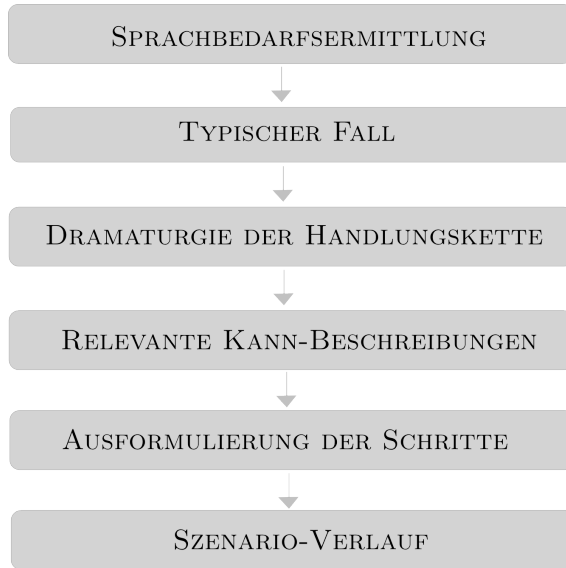 Sprachbedarfsermittlung
Typischer Fall
Dramaturgie der Handlungskette
Relevante Kann-Beschreibungen
Ausformulierung der Schritte
Szenario-Verlauf